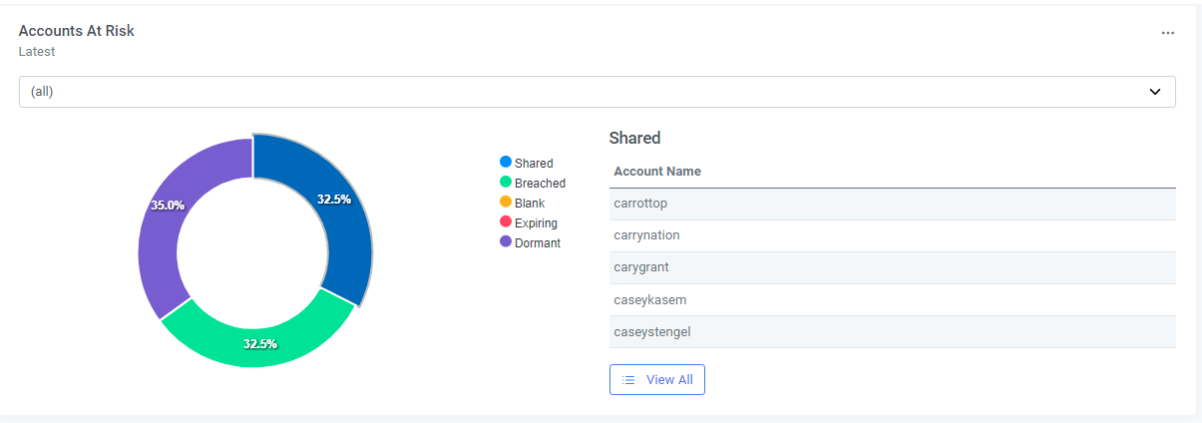 Accounts At Risk
...
Latest
(all)
35.0%
32.5%
32.5%
Shared
Breached
Blank
Expiring
Dormant
Shared
Account Name
carrottop
carrynation
carygrant
caseykasem
caseystengel
View All